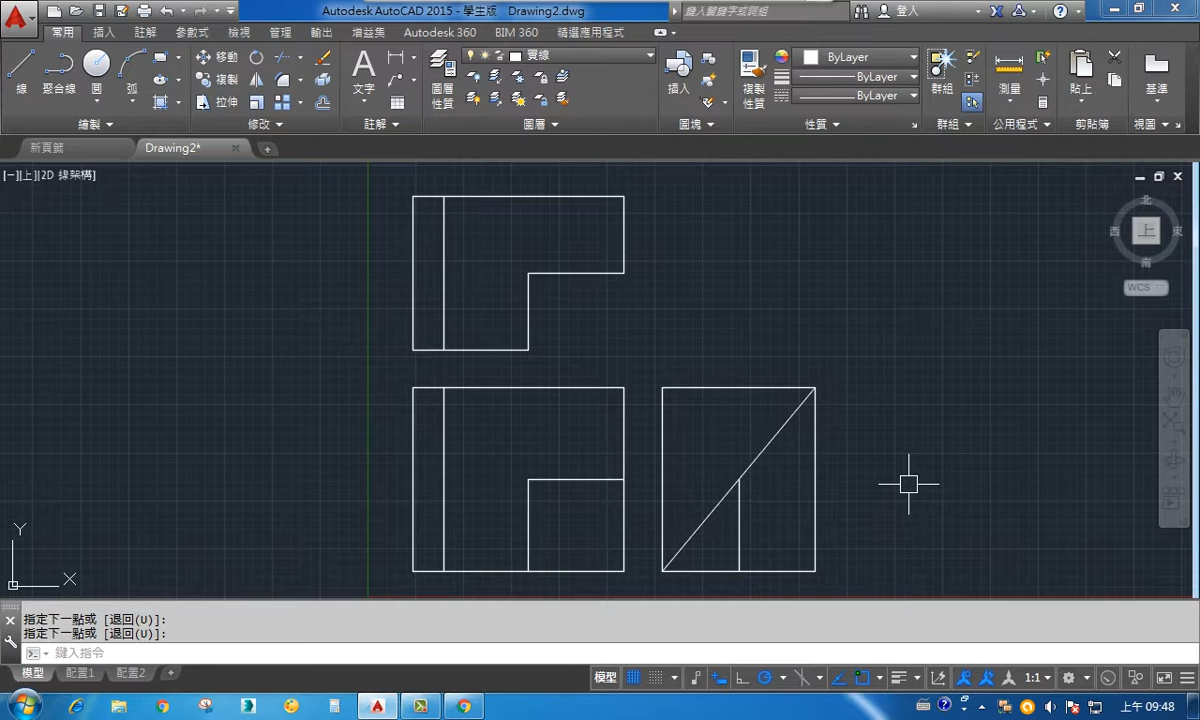 Autodesk AutoCAD 2015 - 學生版 Drawing2.dwg
鍵入關鍵字或片語
登入
常用 插入 註解 參數式 檢視 管理 輸出 增益集 Autodesk 360 BIM 360 精選應用程式
線 聚合線 圓 弧
移動
複製
拉伸
文字
圖層
性質
實線
插入
複製
性質
ByLayer
ByLayer
ByLayer
群組
測量
貼上
基準
繪製 修改 註解 圖層 圖塊 性質 群組 公用程式 剪貼簿 視圖
新頁籤 Drawing2*
[−][上][2D 線架構]
北
西 上 東
南
WCS
Y
X
指定下一點或 [退回(U)]:
指定下一點或 [退回(U)]:
鍵入指令
模型 配置1 配置2
模型 1:1
上午 09:48